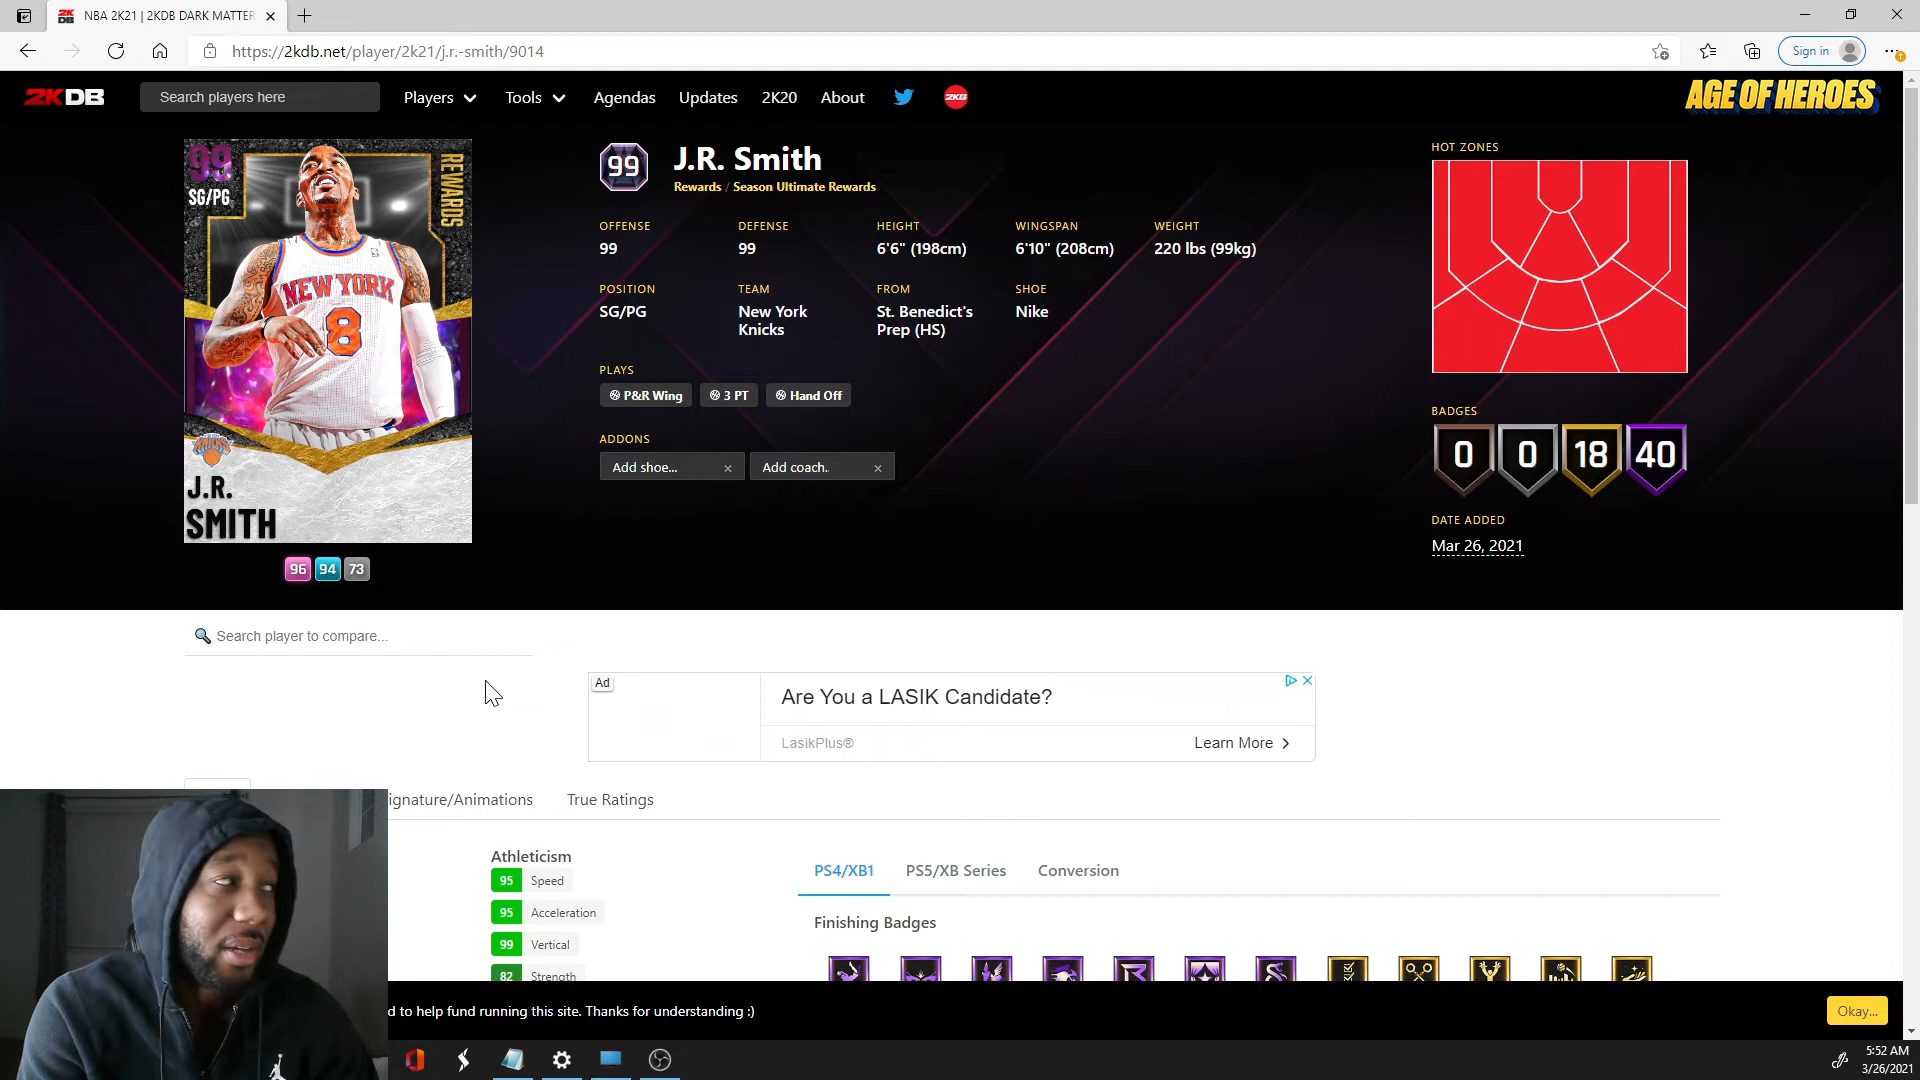 NBA 2K21 | 2KDB DARK MATTER
https://2kdb.net/player/2k21/j.r.-smith/9014
Sign in
2KDB
Search players here
Players
Tools
Agendas
Updates
2K20
About
2KG
AGE OF HEROES
99
SG/PG
REWARDS
NEW YORK
8
J.R.
SMITH
96 94 73
99
J.R. Smith
Rewards / Season Ultimate Rewards
OFFENSE
99
DEFENSE
99
HEIGHT
6'6" (198cm)
WINGSPAN
6'10" (208cm)
WEIGHT
220 lbs (99kg)
POSITION
SG/PG
TEAM
New York
Knicks
FROM
St. Benedict's
Prep (HS)
SHOE
Nike
PLAYS
P&R Wing
3 PT
Hand Off
ADDONS
Add shoe... ×
Add coach.. ×
HOT ZONES
BADGES
0 0 18 40
DATE ADDED
Mar 26, 2021
Search player to compare...
Ad
Are You a LASIK Candidate?
LasikPlus®
Learn More
ignature/Animations
True Ratings
Athleticism
95 Speed
95 Acceleration
99 Vertical
82 Strength
PS4/XB1
PS5/XB Series
Conversion
Finishing Badges
d to help fund running this site. Thanks for understanding :)
Okay...
5:52 AM
3/26/2021